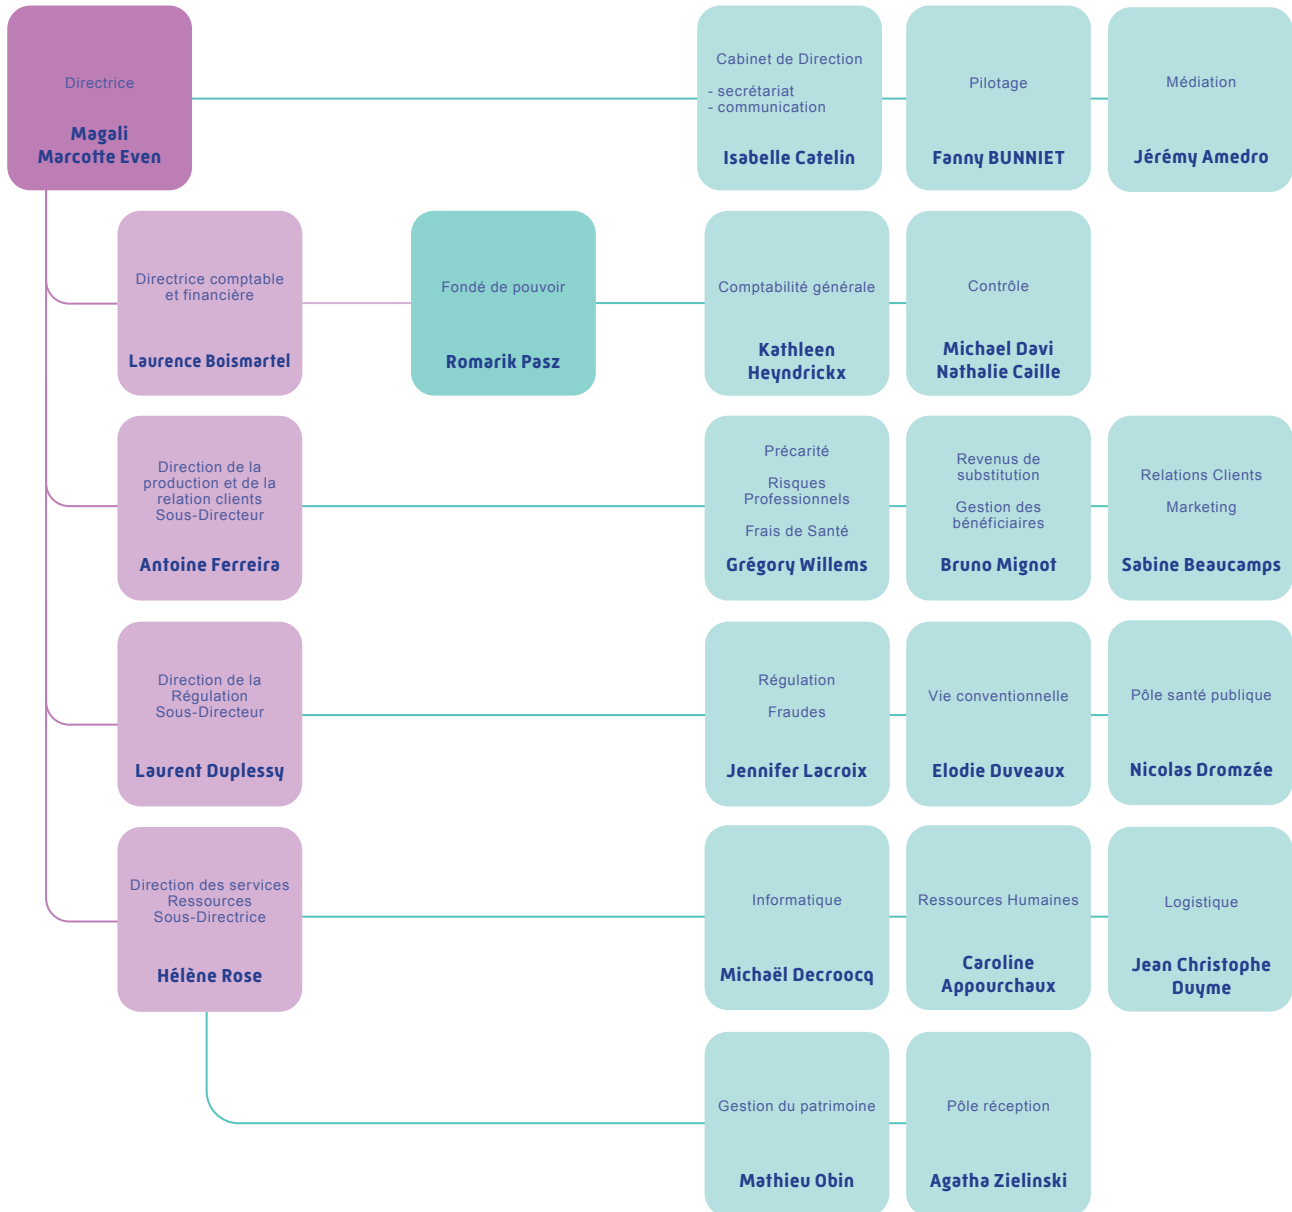 Directrice
Magali
Marcotte Even
Cabinet de Direction
- secrétariat
- communication
Isabelle Catelin
Pilotage
Fanny BUNNIET
Médiation
Jérémy Amedro
Directrice comptable
et financière
Laurence Boismartel
Fondé de pouvoir
Romarik Pasz
Comptabilité générale
Kathleen
Heyndrickx
Contrôle
Michael Davi
Nathalie Caille
Direction de la
production et de la
relation clients
Sous-Directeur
Antoine Ferreira
Précarité
Risques
Professionnels
Frais de Santé
Grégory Willems
Revenus de
substitution
Gestion des
bénéficiaires
Bruno Mignot
Relations Clients
Marketing
Sabine Beaucamps
Direction de la
Régulation
Sous-Directeur
Laurent Duplessy
Régulation
Fraudes
Jennifer Lacroix
Vie conventionnelle
Elodie Duveaux
Pôle santé publique
Nicolas Dromzée
Direction des services
Ressources
Sous-Directrice
Hélène Rose
Informatique
Michaël Decroocq
Ressources Humaines
Caroline
Appourchaux
Logistique
Jean Christophe
Duyme
Gestion du patrimoine
Mathieu Obin
Pôle réception
Agatha Zielinski